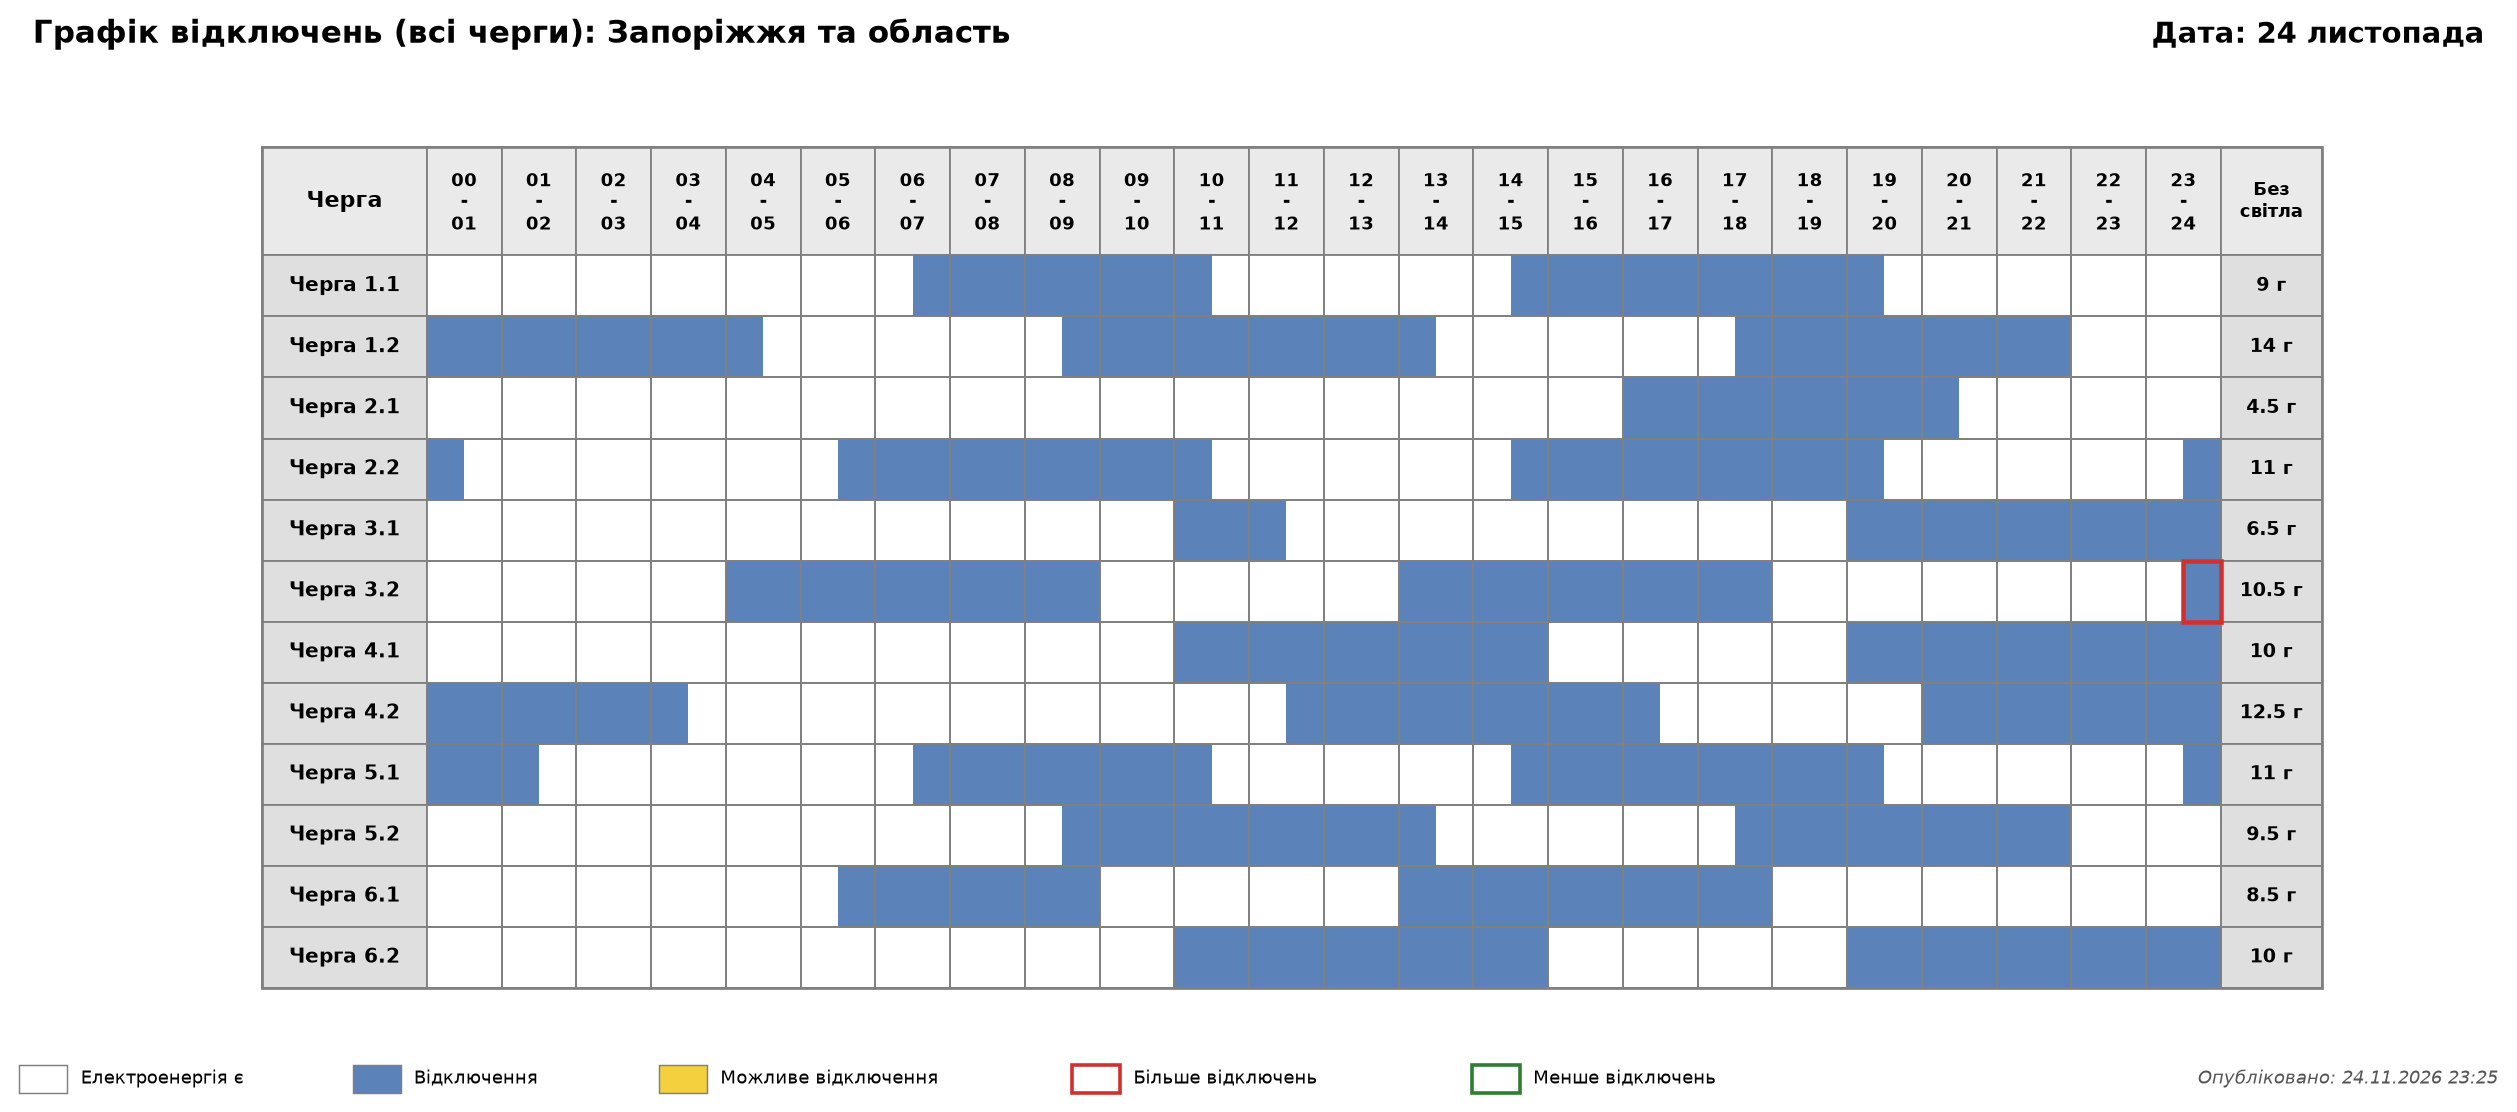 Графік відключень (всі черги): Запоріжжя та область
Дата: 24 листопада
Черга
00 - 01
01 - 02
02 - 03
03 - 04
04 - 05
05 - 06
06 - 07
07 - 08
08 - 09
09 - 10
10 - 11
11 - 12
12 - 13
13 - 14
14 - 15
15 - 16
16 - 17
17 - 18
18 - 19
19 - 20
20 - 21
21 - 22
22 - 23
23 - 24
Без
світла
Черга 1.1 9 г
Черга 1.2 14 г
Черга 2.1 4.5 г
Черга 2.2 11 г
Черга 3.1 6.5 г
Черга 3.2 10.5 г
Черга 4.1 10 г
Черга 4.2 12.5 г
Черга 5.1 11 г
Черга 5.2 9.5 г
Черга 6.1 8.5 г
Черга 6.2 10 г
Електроенергія є
Відключення
Можливе відключення
Більше відключень
Менше відключень
Опубліковано: 24.11.2026 23:25